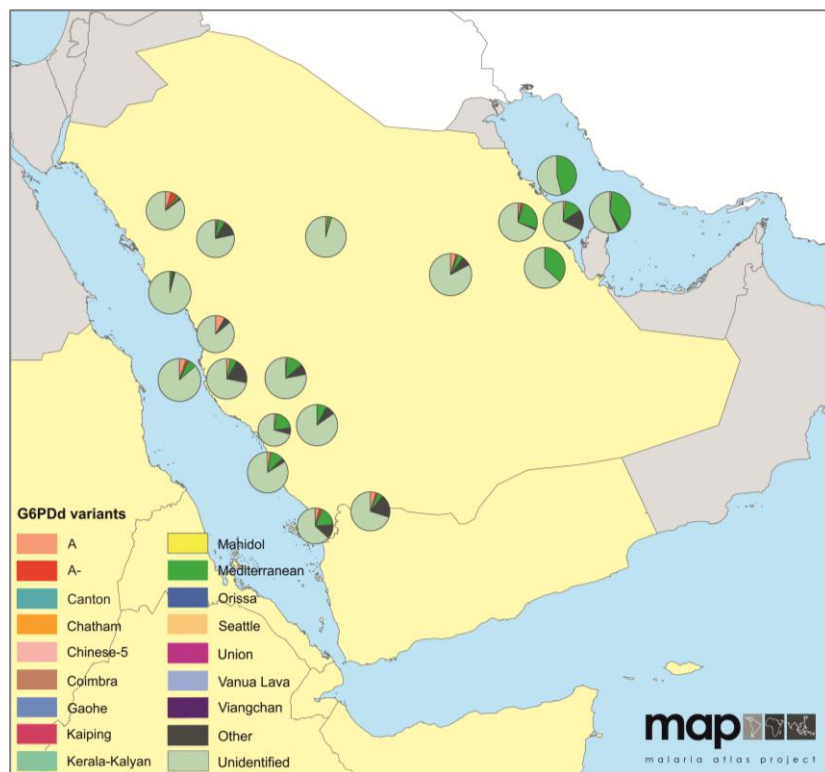 G6PDd variants
A
A-
Canton
Chatham
Chinese-5
Coimbra
Gaohe
Kaiping
Kerala-Kalyan
Mahidol
Mediterranean
Orissa
Seattle
Union
Vanua Lava
Viangchan
Other
Unidentified
map
malaria atlas project